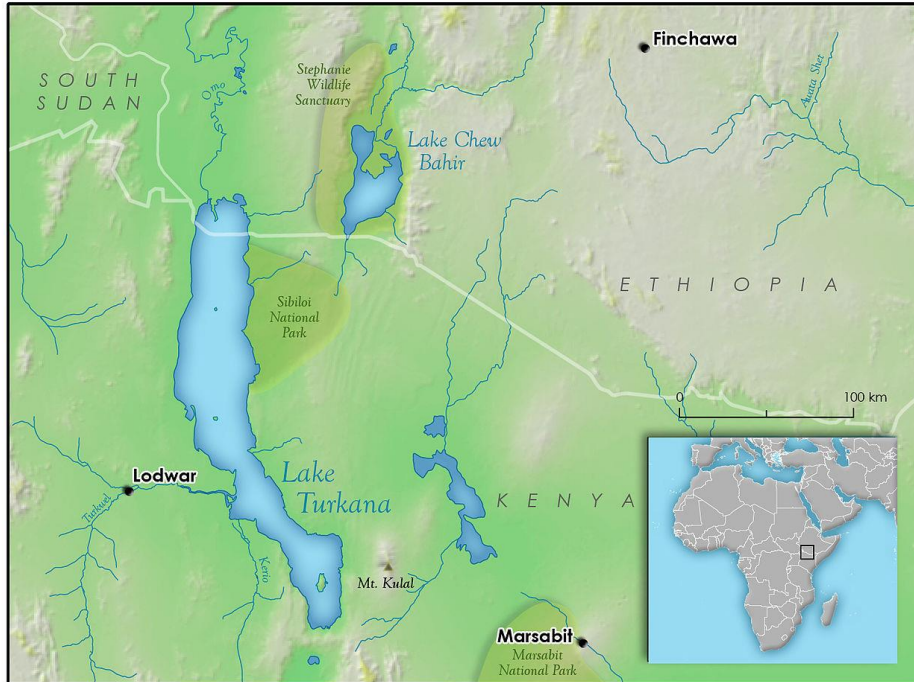 Finchawa
SOUTH
SUDAN
Stephanie
Wildlife
Sanctuary
Omo
Awata Shet
Lake Chew
Bahir
ETHIOPIA
Sibiloi
National
Park
0
100 km
Lodwar
Lake
Turkana
Turkwel
KENYA
Kerio
Mt. Kulal
Marsabit
Marsabit
National Park